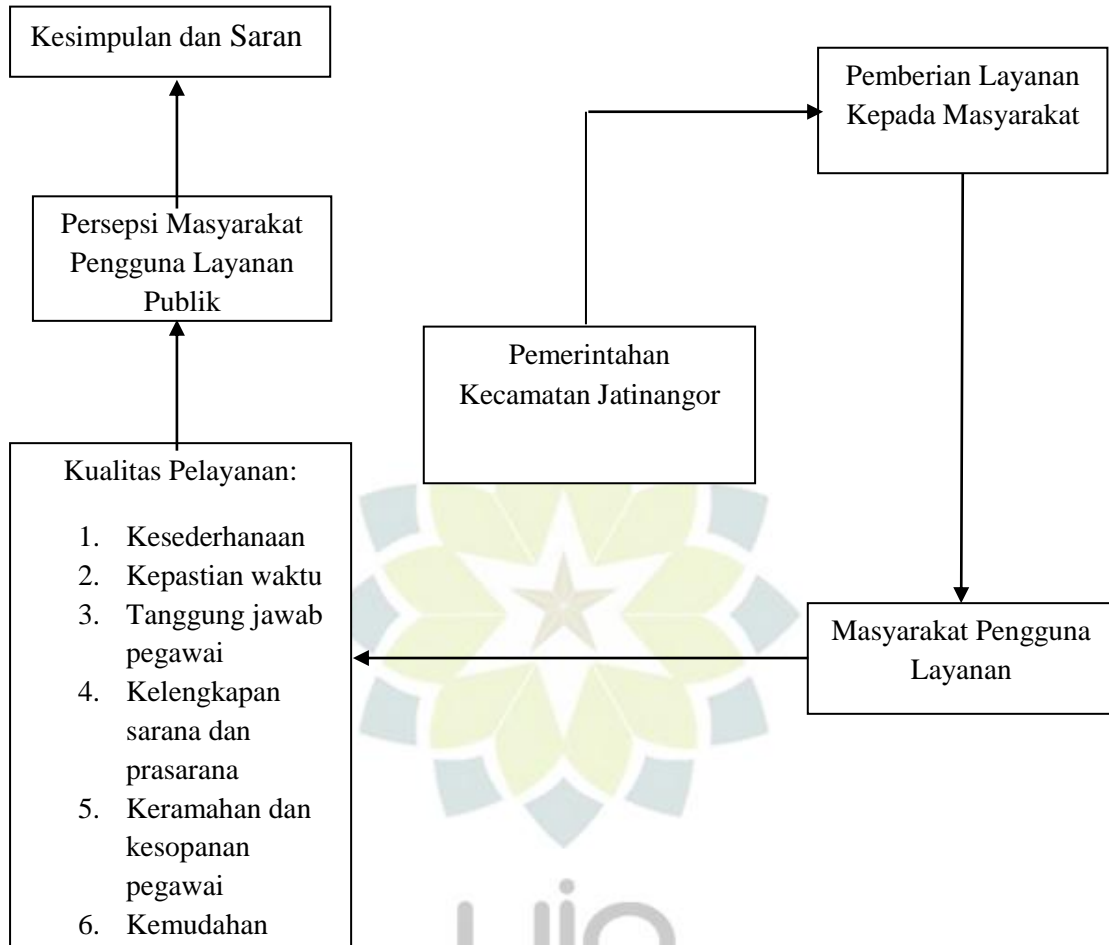 Kesimpulan dan Saran
Pemberian Layanan
Kepada Masyarakat
Persepsi Masyarakat
Pengguna Layanan
Publik
Pemerintahan
Kecamatan Jatinangor
Kualitas Pelayanan:
1. Kesederhanaan
2. Kepastian waktu
3. Tanggung jawab
pegawai
4. Kelengkapan
sarana dan
prasarana
5. Keramahan dan
kesopanan
pegawai
6. Kemudahan
Masyarakat Pengguna
Layanan